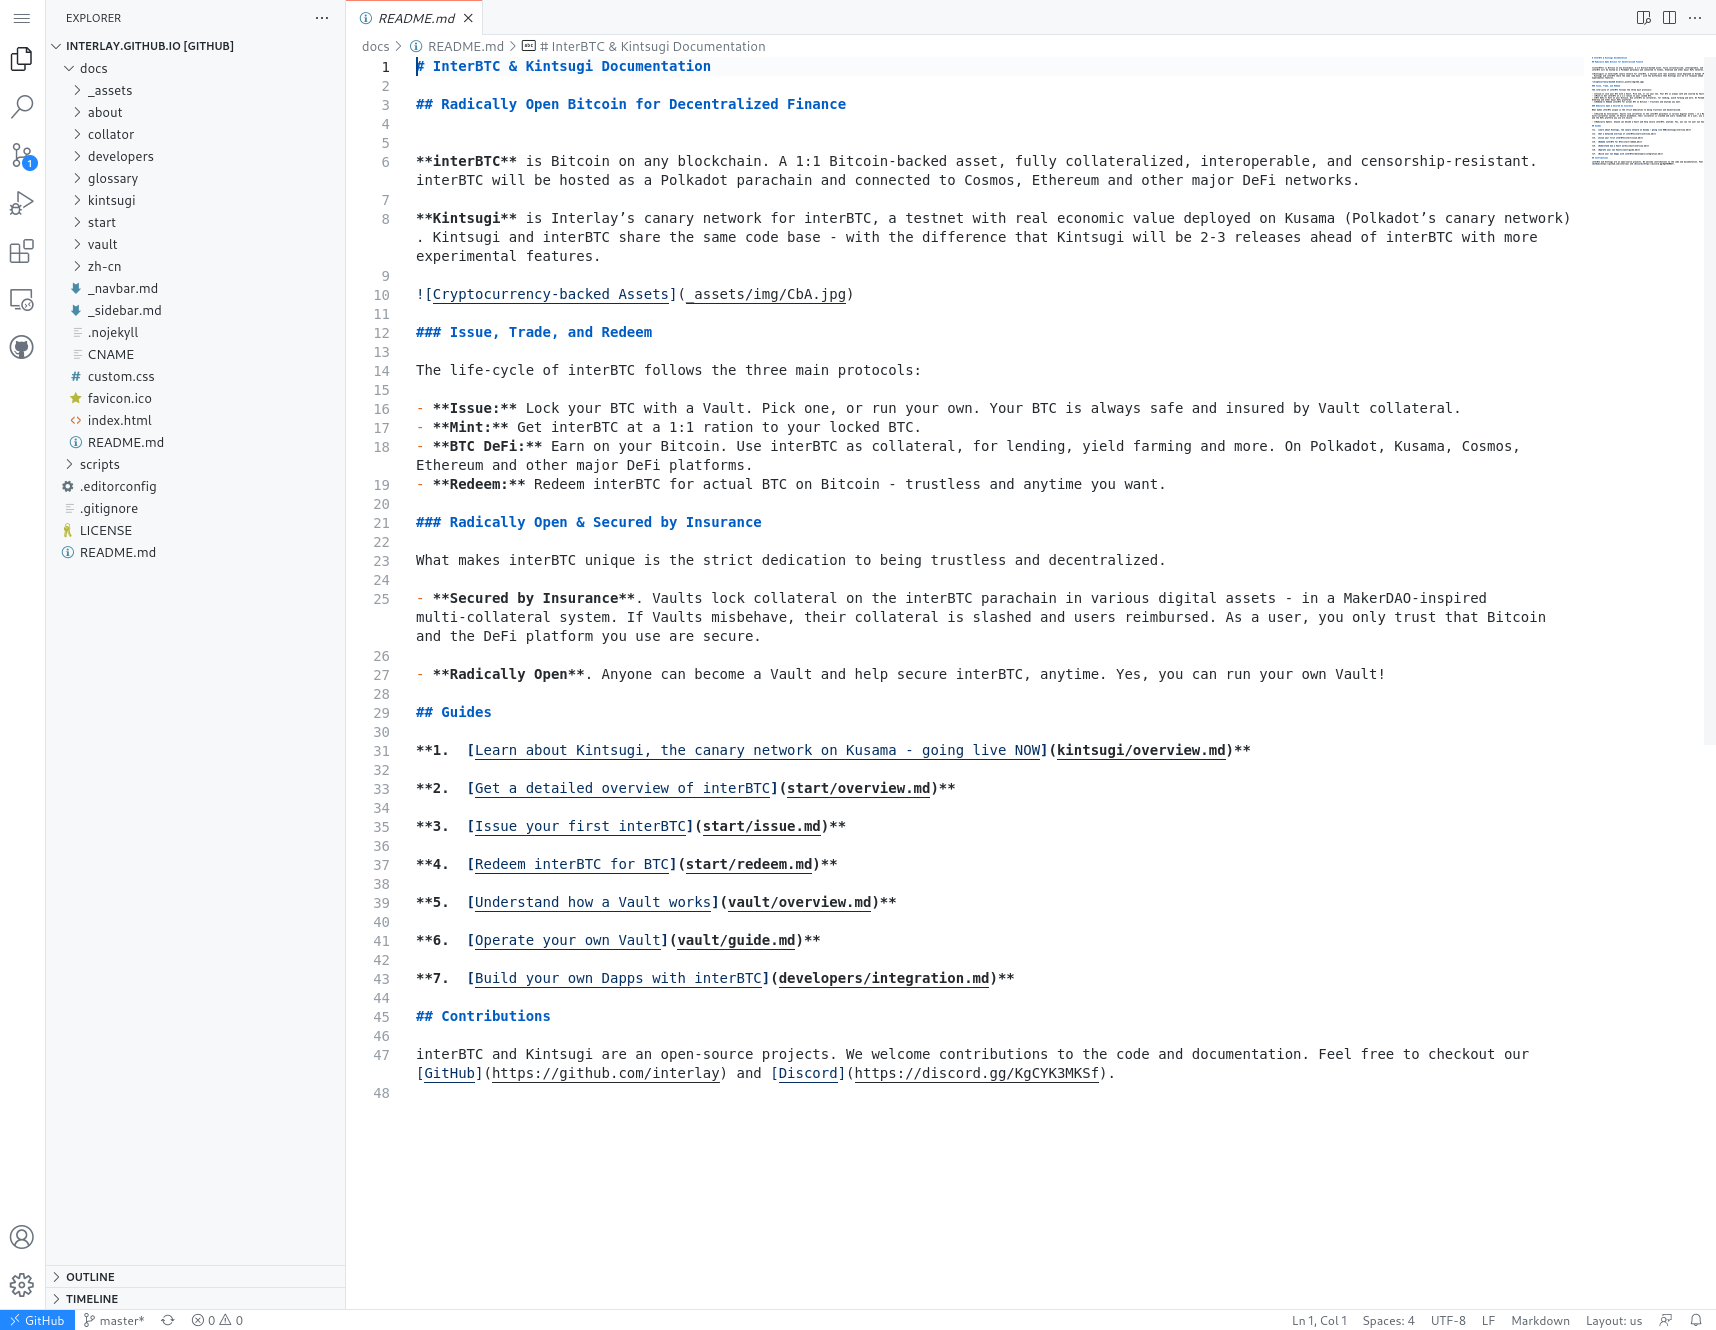 EXPLORER
INTERLAY.GITHUB.IO [GITHUB]
docs
_assets
about
collator
developers
glossary
kintsugi
start
vault
zh-cn
_navbar.md
_sidebar.md
.nojekyll
CNAME
custom.css
favicon.ico
index.html
README.md
scripts
.editorconfig
.gitignore
LICENSE
README.md
OUTLINE
TIMELINE
1
README.md
docs > README.md > # InterBTC & Kintsugi Documentation
1 # InterBTC & Kintsugi Documentation
2
3 ## Radically Open Bitcoin for Decentralized Finance
4
5
6 **interBTC** is Bitcoin on any blockchain. A 1:1 Bitcoin-backed asset, fully collateralized, interoperable, and censorship-resistant.
interBTC will be hosted as a Polkadot parachain and connected to Cosmos, Ethereum and other major DeFi networks.
7
8 **Kintsugi** is Interlay’s canary network for interBTC, a testnet with real economic value deployed on Kusama (Polkadot’s canary network)
. Kintsugi and interBTC share the same code base - with the difference that Kintsugi will be 2-3 releases ahead of interBTC with more
experimental features.
9
10 ![Cryptocurrency-backed Assets](_assets/img/CbA.jpg)
11
12 ### Issue, Trade, and Redeem
13
14 The life-cycle of interBTC follows the three main protocols:
15
16 - **Issue:** Lock your BTC with a Vault. Pick one, or run your own. Your BTC is always safe and insured by Vault collateral.
17 - **Mint:** Get interBTC at a 1:1 ration to your locked BTC.
18 - **BTC DeFi:** Earn on your Bitcoin. Use interBTC as collateral, for lending, yield farming and more. On Polkadot, Kusama, Cosmos,
Ethereum and other major DeFi platforms.
19 - **Redeem:** Redeem interBTC for actual BTC on Bitcoin - trustless and anytime you want.
20
21 ### Radically Open & Secured by Insurance
22
23 What makes interBTC unique is the strict dedication to being trustless and decentralized.
24
25 - **Secured by Insurance**. Vaults lock collateral on the interBTC parachain in various digital assets - in a MakerDAO-inspired
multi-collateral system. If Vaults misbehave, their collateral is slashed and users reimbursed. As a user, you only trust that Bitcoin
and the DeFi platform you use are secure.
26
27 - **Radically Open**. Anyone can become a Vault and help secure interBTC, anytime. Yes, you can run your own Vault!
28
29 ## Guides
30
31 **1.  [Learn about Kintsugi, the canary network on Kusama - going live NOW](kintsugi/overview.md)**
32
33 **2.  [Get a detailed overview of interBTC](start/overview.md)**
34
35 **3.  [Issue your first interBTC](start/issue.md)**
36
37 **4.  [Redeem interBTC for BTC](start/redeem.md)**
38
39 **5.  [Understand how a Vault works](vault/overview.md)**
40
41 **6.  [Operate your own Vault](vault/guide.md)**
42
43 **7.  [Build your own Dapps with interBTC](developers/integration.md)**
44
45 ## Contributions
46
47 interBTC and Kintsugi are an open-source projects. We welcome contributions to the code and documentation. Feel free to checkout our
[GitHub](https://github.com/interlay) and [Discord](https://discord.gg/KgCYK3MKSf).
48
GitHub master* 0 0 Ln 1, Col 1 Spaces: 4 UTF-8 LF Markdown Layout: us